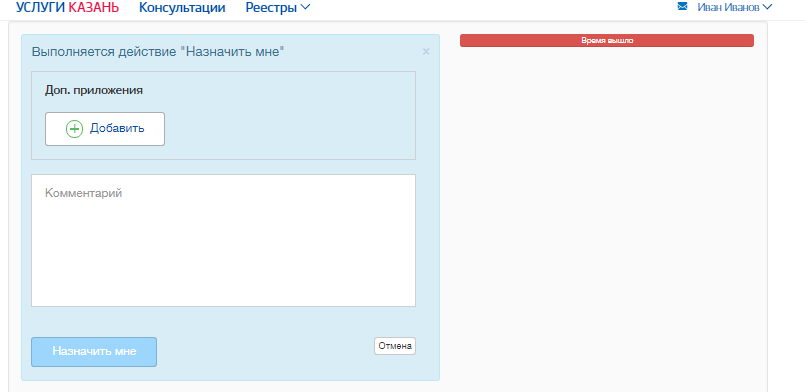 УСЛУГИ КАЗАНЬ Консультации Реестры Иван Иванов
Выполняется действие "Назначить мне"
×
Время вышло
Доп. приложения
Добавить
Комментарий
Назначить мне
Отмена